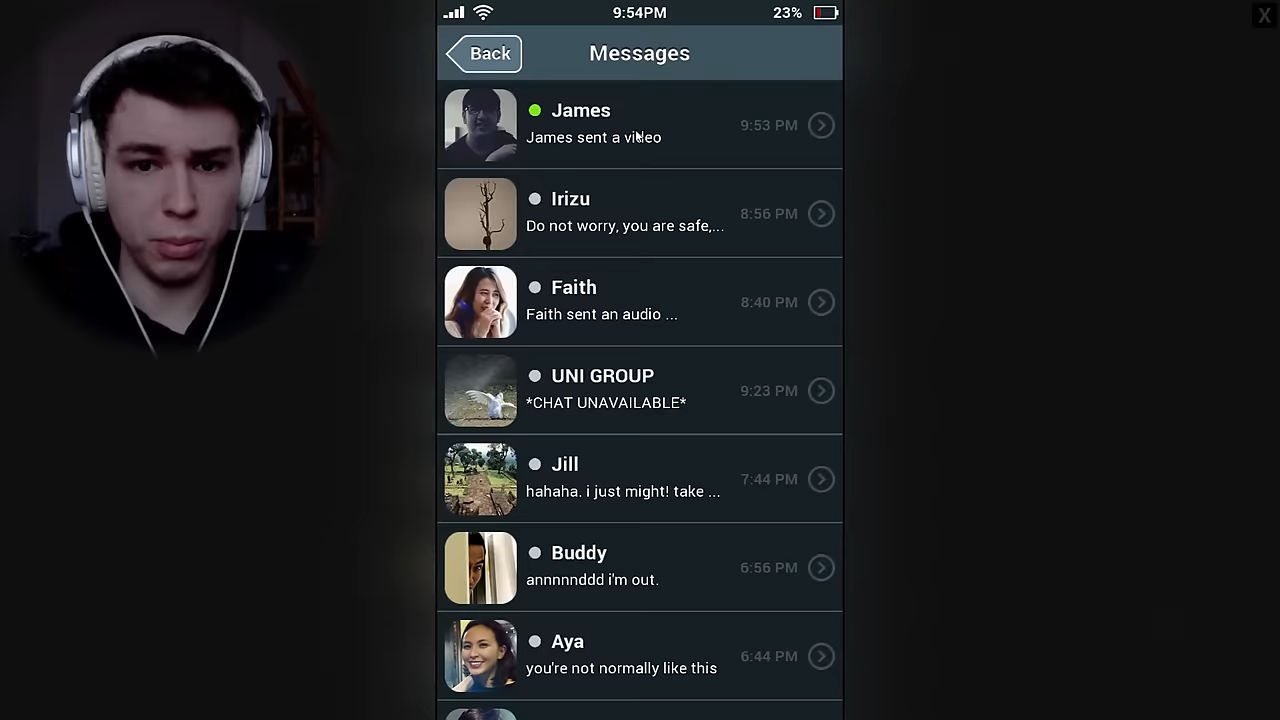 9:54PM
23%
X
Back
Messages
James
James sent a video
9:53 PM
Irizu
Do not worry, you are safe,...
8:56 PM
Faith
Faith sent an audio ...
8:40 PM
UNI GROUP
*CHAT UNAVAILABLE*
9:23 PM
Jill
hahaha. i just might! take ...
7:44 PM
Buddy
annnnnddd i'm out.
6:56 PM
Aya
you're not normally like this
6:44 PM